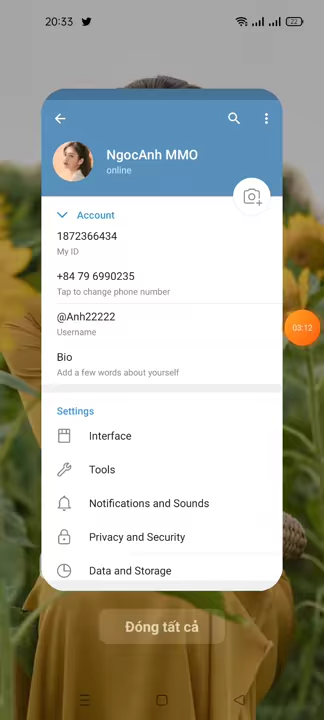 20:33
22
NgocAnh MMO
online
Account
1872366434
My ID
+84 79 6990235
Tap to change phone number
@Anh22222
Username
03:12
Bio
Add a few words about yourself
Settings
Interface
Tools
Notifications and Sounds
Privacy and Security
Data and Storage
Đóng tất cả